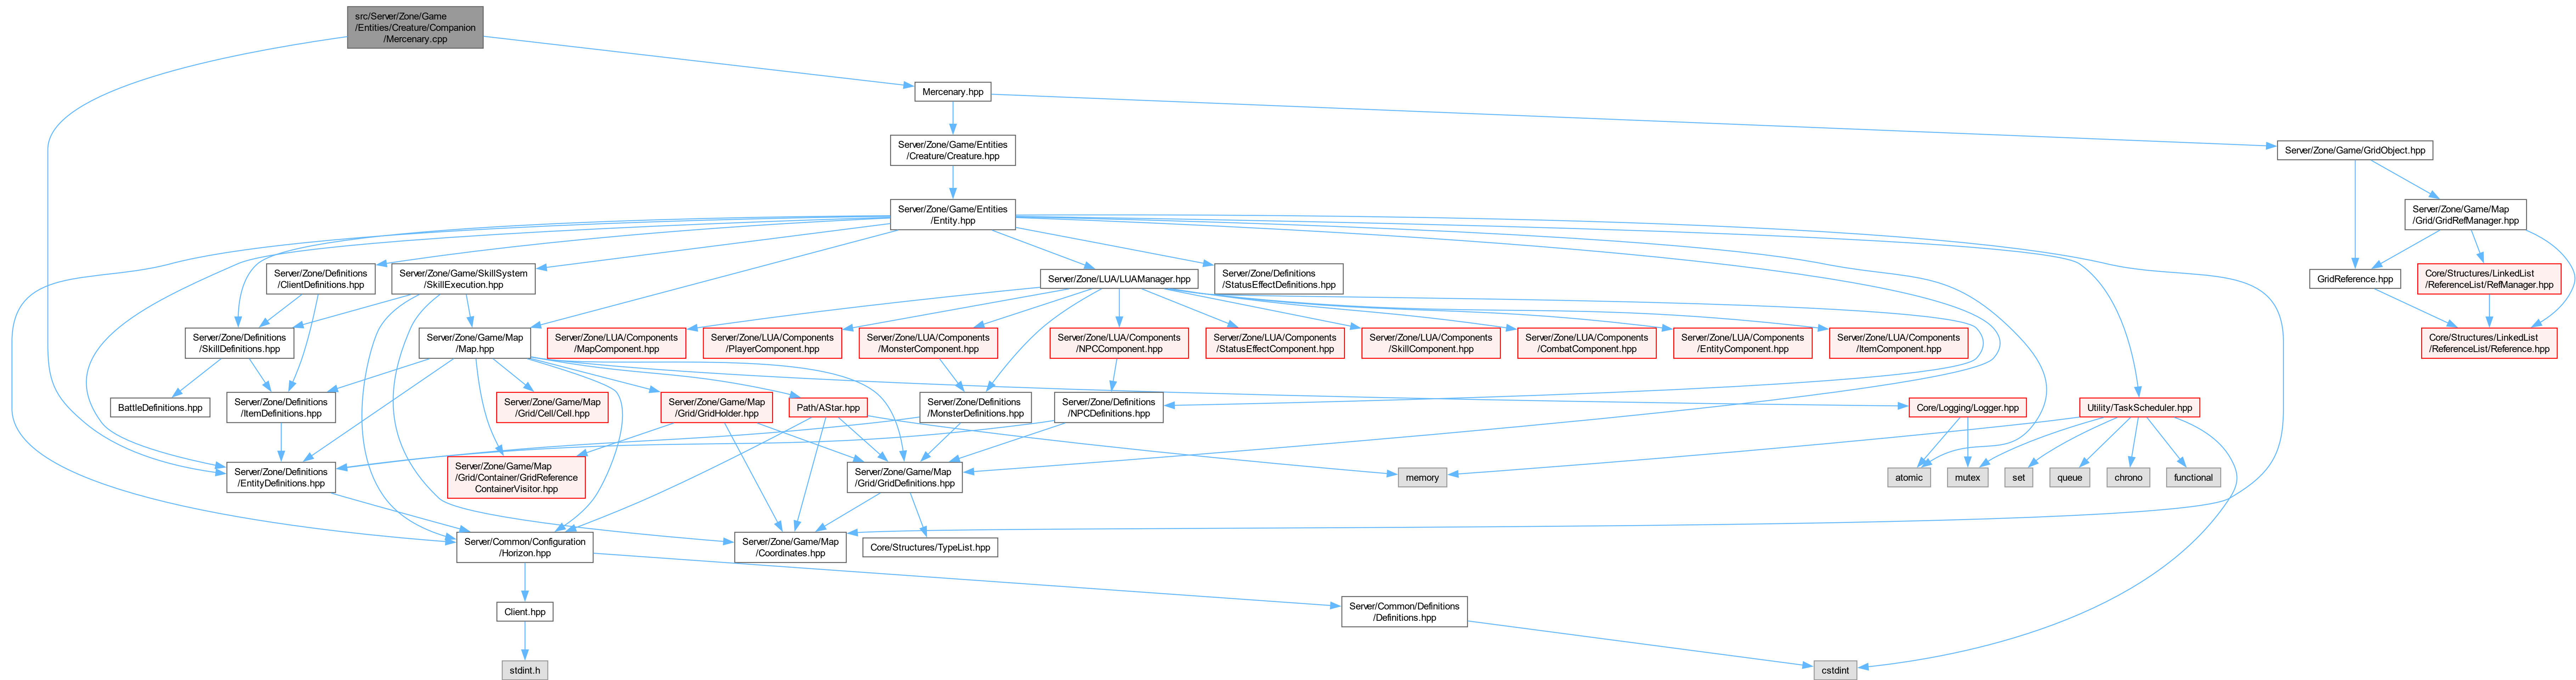 src/Server/Zone/Game
/Entities/Creature/Companion
/Mercenary.cpp
Mercenary.hpp
Server/Zone/Game/Entities
/Creature/Creature.hpp
Server/Zone/Game/GridObject.hpp
Server/Zone/Game/Entities
/Entity.hpp
Server/Zone/Game/Map
/Grid/GridRefManager.hpp
Server/Zone/Definitions
/ClientDefinitions.hpp
Server/Zone/Game/SkillSystem
/SkillExecution.hpp
Server/Zone/LUA/LUAManager.hpp
Server/Zone/Definitions
/StatusEffectDefinitions.hpp
GridReference.hpp
Core/Structures/LinkedList
/ReferenceList/RefManager.hpp
Server/Zone/Definitions
/SkillDefinitions.hpp
Server/Zone/Game/Map
/Map.hpp
Server/Zone/LUA/Components
/MapComponent.hpp
Server/Zone/LUA/Components
/PlayerComponent.hpp
Server/Zone/LUA/Components
/MonsterComponent.hpp
Server/Zone/LUA/Components
/NPCComponent.hpp
Server/Zone/LUA/Components
/StatusEffectComponent.hpp
Server/Zone/LUA/Components
/SkillComponent.hpp
Server/Zone/LUA/Components
/CombatComponent.hpp
Server/Zone/LUA/Components
/EntityComponent.hpp
Server/Zone/LUA/Components
/ItemComponent.hpp
Core/Structures/LinkedList
/ReferenceList/Reference.hpp
BattleDefinitions.hpp
Server/Zone/Definitions
/ItemDefinitions.hpp
Server/Zone/Game/Map
/Grid/Cell/Cell.hpp
Server/Zone/Game/Map
/Grid/GridHolder.hpp
Path/AStar.hpp
Server/Zone/Definitions
/MonsterDefinitions.hpp
Server/Zone/Definitions
/NPCDefinitions.hpp
Core/Logging/Logger.hpp
Utility/TaskScheduler.hpp
Server/Zone/Definitions
/EntityDefinitions.hpp
Server/Zone/Game/Map
/Grid/Container/GridReference
ContainerVisitor.hpp
Server/Zone/Game/Map
/Grid/GridDefinitions.hpp
memory
atomic
mutex
set
queue
chrono
functional
Server/Common/Configuration
/Horizon.hpp
Server/Zone/Game/Map
/Coordinates.hpp
Core/Structures/TypeList.hpp
Client.hpp
Server/Common/Definitions
/Definitions.hpp
stdint.h
cstdint